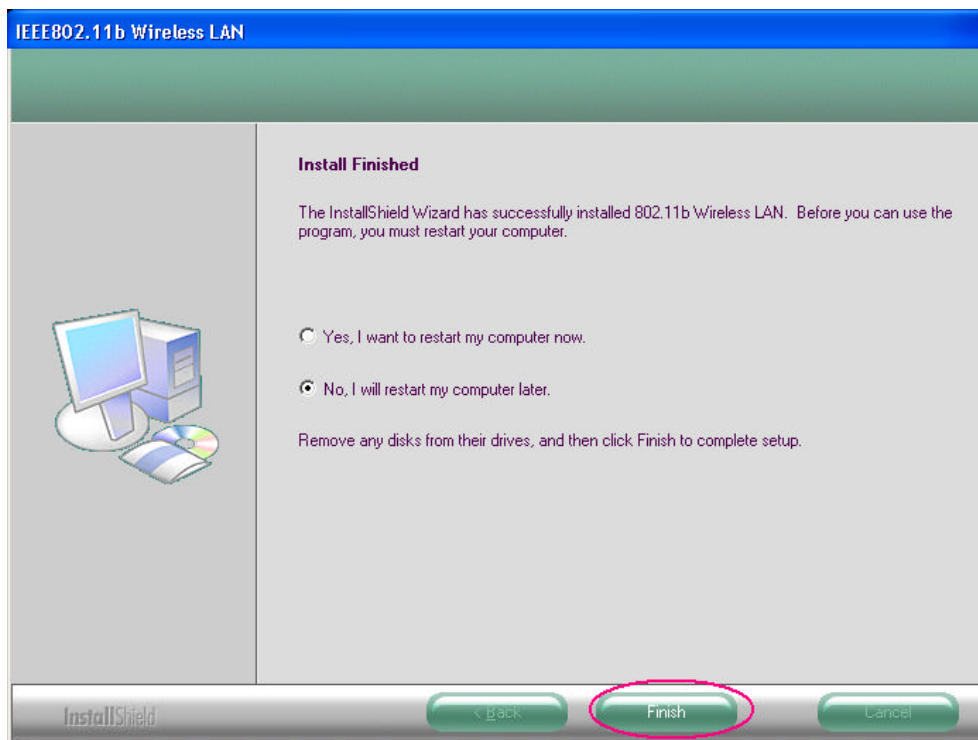 IEEE802.11b Wireless LAN
Install Finished
The InstallShield Wizard has successfully installed 802.11b Wireless LAN. Before you can use the
program, you must restart your computer.
Yes, I want to restart my computer now.
No, I will restart my computer later.
Remove any disks from their drives, and then click Finish to complete setup.
InstallShield
< Back
Finish
Cancel